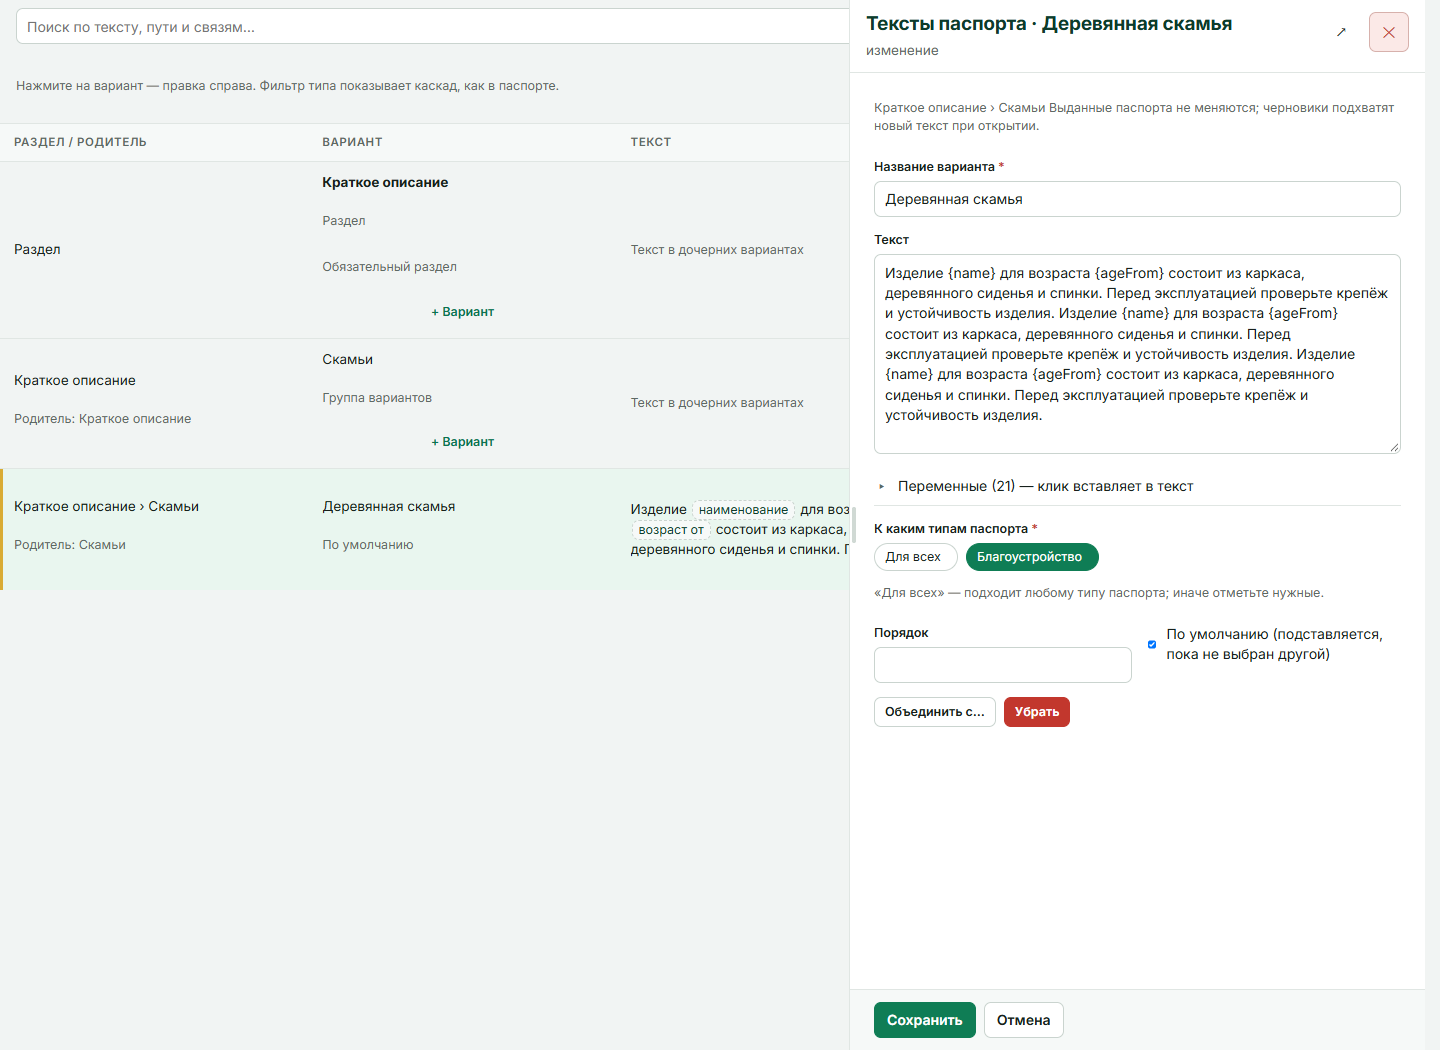 Поиск по тексту, пути и связям...
Нажмите на вариант — правка справа. Фильтр типа показывает каскад, как в паспорте.
РАЗДЕЛ / РОДИТЕЛЬ
ВАРИАНТ
ТЕКСТ
Раздел
Краткое описание
Раздел
Обязательный раздел
+ Вариант
Текст в дочерних вариантах
Краткое описание
Родитель: Краткое описание
Скамьи
Группа вариантов
+ Вариант
Текст в дочерних вариантах
Краткое описание › Скамьи
Родитель: Скамьи
Деревянная скамья
По умолчанию
Изделие наименование для воз
возраст от состоит из каркаса,
деревянного сиденья и спинки. П
Тексты паспорта · Деревянная скамья
изменение
Краткое описание › Скамьи Выданные паспорта не меняются; черновики подхватят
новый текст при открытии.
Название варианта *
Деревянная скамья
Текст
Изделие {name} для возраста {ageFrom} состоит из каркаса,
деревянного сиденья и спинки. Перед эксплуатацией проверьте крепёж
и устойчивость изделия. Изделие {name} для возраста {ageFrom}
состоит из каркаса, деревянного сиденья и спинки. Перед
эксплуатацией проверьте крепёж и устойчивость изделия. Изделие
{name} для возраста {ageFrom} состоит из каркаса, деревянного
сиденья и спинки. Перед эксплуатацией проверьте крепёж и
устойчивость изделия.
Переменные (21) — клик вставляет в текст
К каким типам паспорта *
Для всех
Благоустройство
«Для всех» — подходит любому типу паспорта; иначе отметьте нужные.
Порядок
По умолчанию (подставляется,
пока не выбран другой)
Объединить с...
Убрать
Сохранить
Отмена